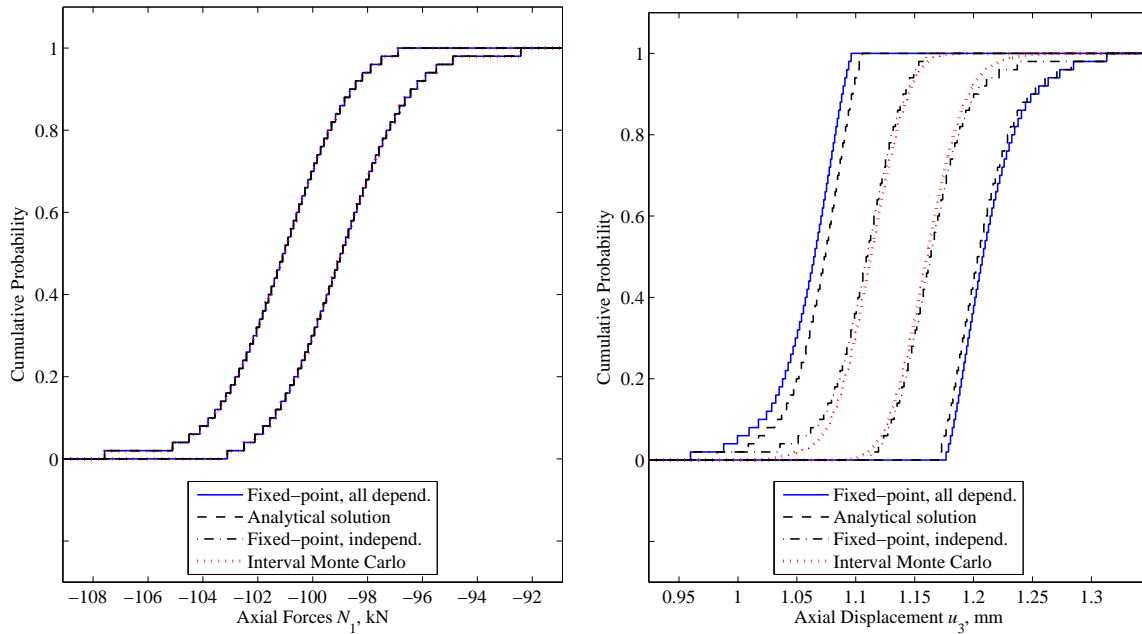 1
0.8
0.6
0.4
0.2
0
Cumulative Probability
Fixed−point, all depend.
Analytical solution
Fixed−point, independ.
Interval Monte Carlo
−108 −106 −104 −102 −100 −98 −96 −94 −92
Axial Forces N1, kN
1
0.8
0.6
0.4
0.2
0
Cumulative Probability
Fixed−point, all depend.
Analytical solution
Fixed−point, independ.
Interval Monte Carlo
0.95 1 1.05 1.1 1.15 1.2 1.25 1.3
Axial Displacement u3, mm